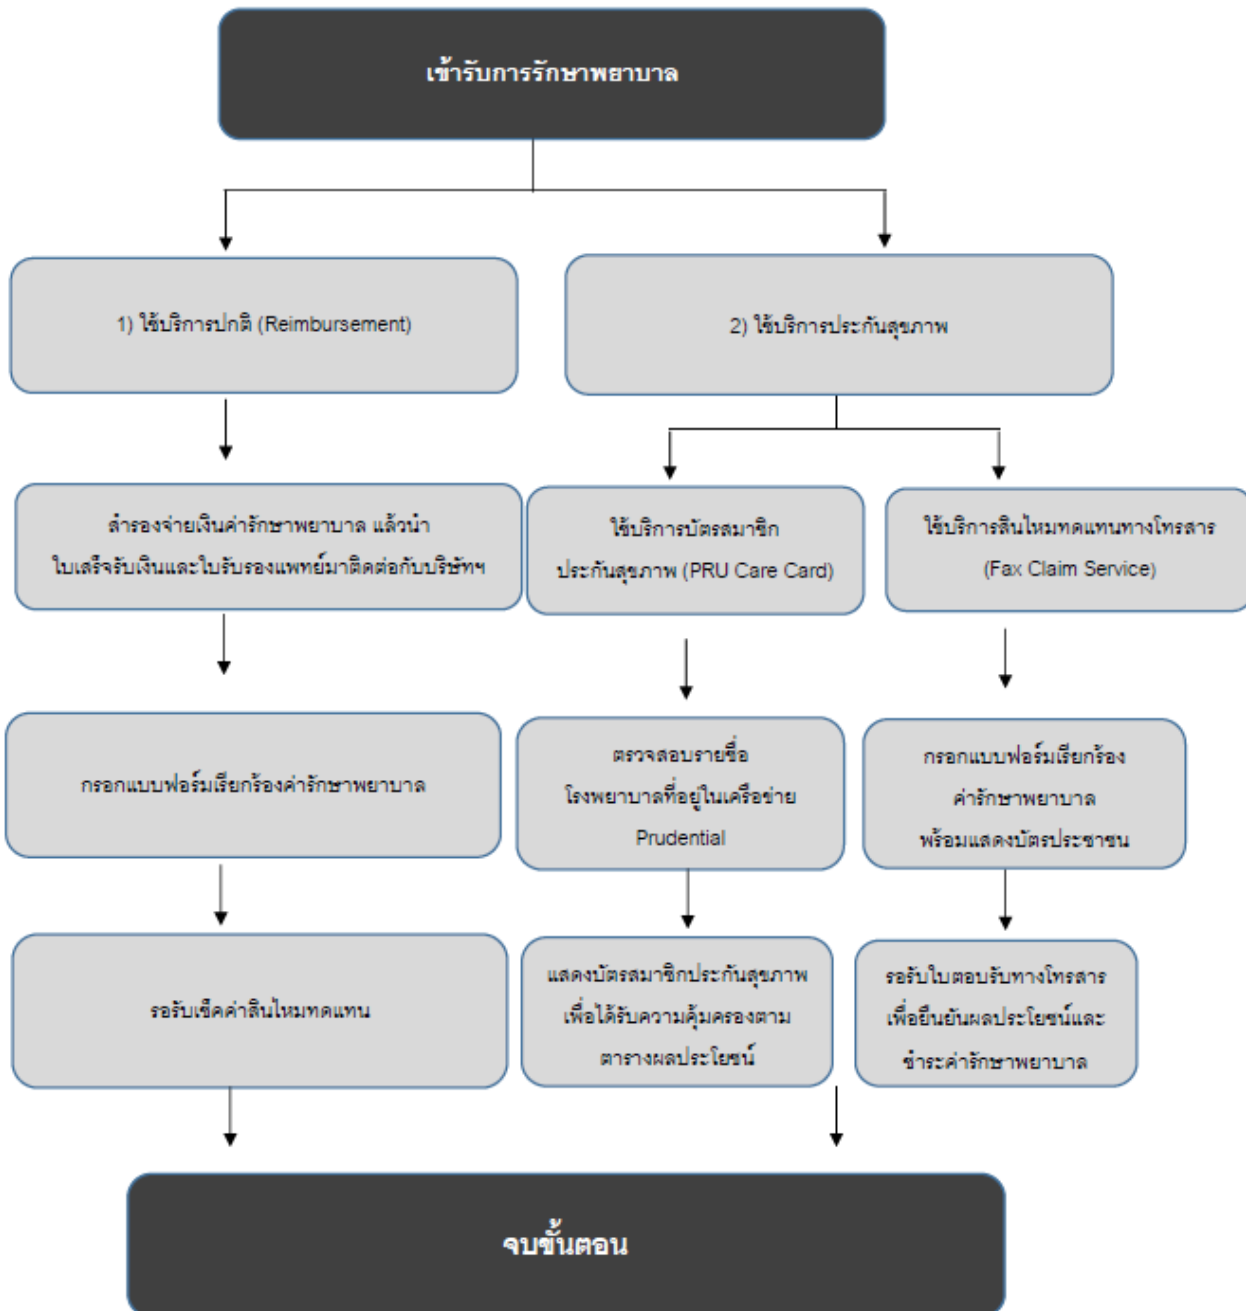 เข้ารับการรักษาพยาบาล
1) ใช้บริการปกติ (Reimbursement)
2) ใช้บริการประกันสุขภาพ
สำรองจ่ายเงินค่ารักษาพยาบาล แล้วนำ
ใบเสร็จรับเงินและใบรับรองแพทย์มาติดต่อกับบริษัทฯ
ใช้บริการบัตรสมาชิก
ประกันสุขภาพ (PRU Care Card)
ใช้บริการสินไหมทดแทนทางโทรสาร
(Fax Claim Service)
กรอกแบบฟอร์มเรียกร้องค่ารักษาพยาบาล
ตรวจสอบรายชื่อ
โรงพยาบาลที่อยู่ในเครือข่าย
Prudential
กรอกแบบฟอร์มเรียกร้อง
ค่ารักษาพยาบาล
พร้อมแสดงบัตรประชาชน
รอรับเช็คค่าสินไหมทดแทน
แสดงบัตรสมาชิกประกันสุขภาพ
เพื่อได้รับความคุ้มครองตาม
ตารางผลประโยชน์
รอรับใบตอบรับทางโทรสาร
เพื่อยืนยันผลประโยชน์และ
ชำระค่ารักษาพยาบาล
จบขั้นตอน